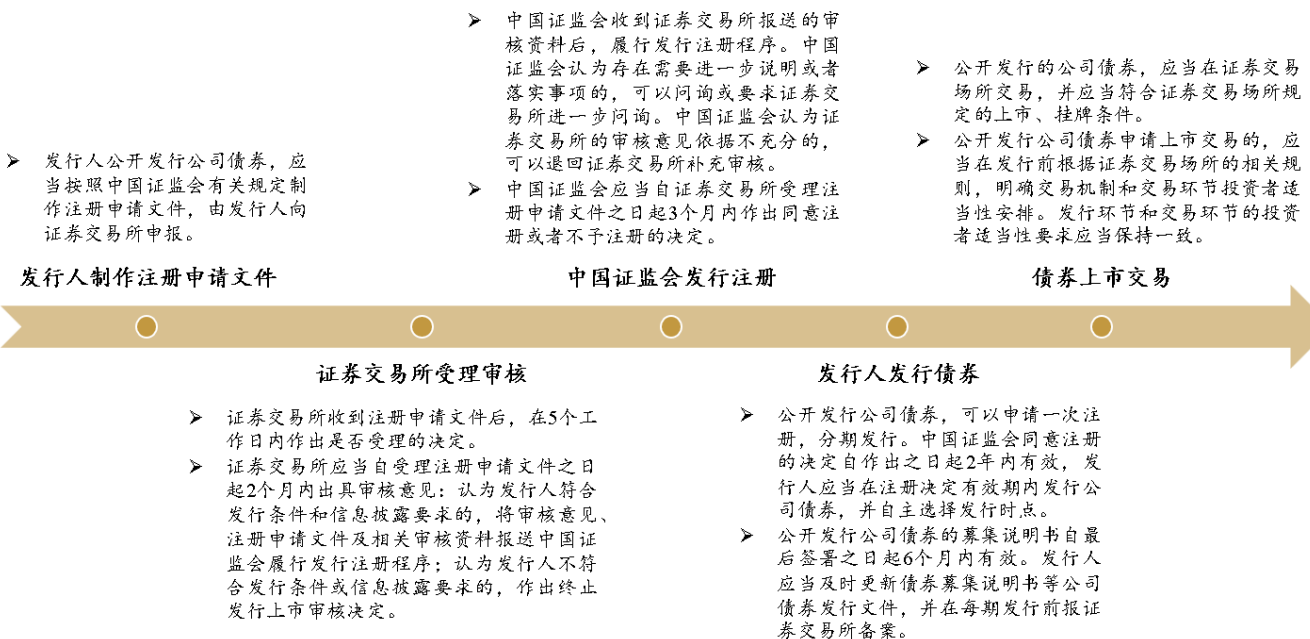 ➢ 发行人公开发行公司债券，应
当按照中国证监会有关规定制
作注册申请文件，由发行人向
证券交易所申报。
发行人制作注册申请文件
证券交易所受理审核
➢ 证券交易所收到注册申请文件后，在5个工
作日内作出是否受理的决定。
➢ 证券交易所应当自受理注册申请文件之日
起2个月内出具审核意见：认为发行人符合
发行条件和信息披露要求的，将审核意见、
注册申请文件及相关审核资料报送中国证
监会履行发行注册程序；认为发行人不符
合发行条件或信息披露要求的，作出终止
发行上市审核决定。
➢ 中国证监会收到证券交易所报送的审
核资料后，履行发行注册程序。中国
证监会认为存在需要进一步说明或者
落实事项的，可以问询或要求证券交
易所进一步问询。中国证监会认为证
券交易所的审核意见依据不充分的，
可以退回证券交易所补充审核。
➢ 中国证监会应当自证券交易所受理注
册申请文件之日起3个月内作出同意注
册或者不予注册的决定。
中国证监会发行注册
发行人发行债券
➢ 公开发行公司债券，可以申请一次注
册，分期发行。中国证监会同意注册
的决定自作出之日起2年内有效，发
行人应当在注册决定有效期内发行公
司债券，并自主选择发行时点。
➢ 公开发行公司债券的募集说明书自最
后签署之日起6个月内有效。发行人
应当及时更新债券募集说明书等公司
债券发行文件，并在每期发行前报证
券交易所备案。
➢ 公开发行的公司债券，应当在证券交易
场所交易，并应当符合证券交易场所规
定的上市、挂牌条件。
➢ 公开发行公司债券申请上市交易的，应
当在发行前根据证券交易场所的相关规
则，明确交易机制和交易环节投资者适
当性安排。发行环节和交易环节的投资
者适当性要求应当保持一致。
债券上市交易